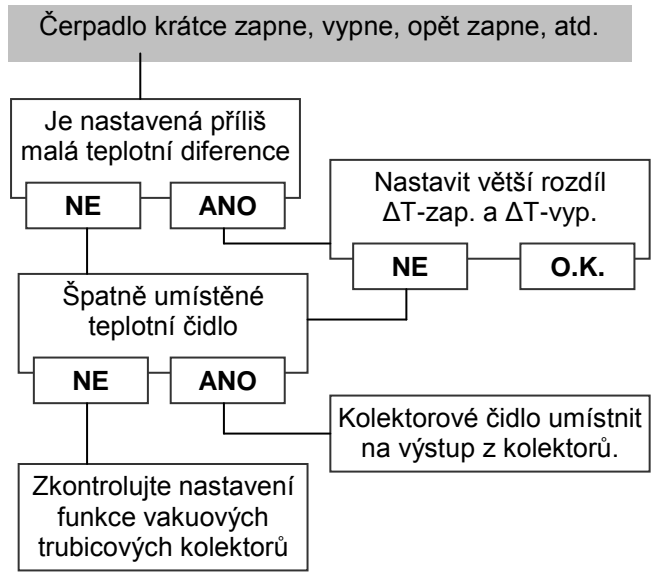 Čerpadlo krátce zapne, vypne, opět zapne, atd.
Je nastavená příliš
malá teplotní diference
NE
ANO
Nastavit větší rozdíl
ΔT-zap. a ΔT-vyp.
NE
O.K.
Špatně umístěné
teplotní čidlo
NE
ANO
Kolektorové čidlo umístnit
na výstup z kolektorů.
Zkontrolujte nastavení
funkce vakuových
trubicových kolektorů